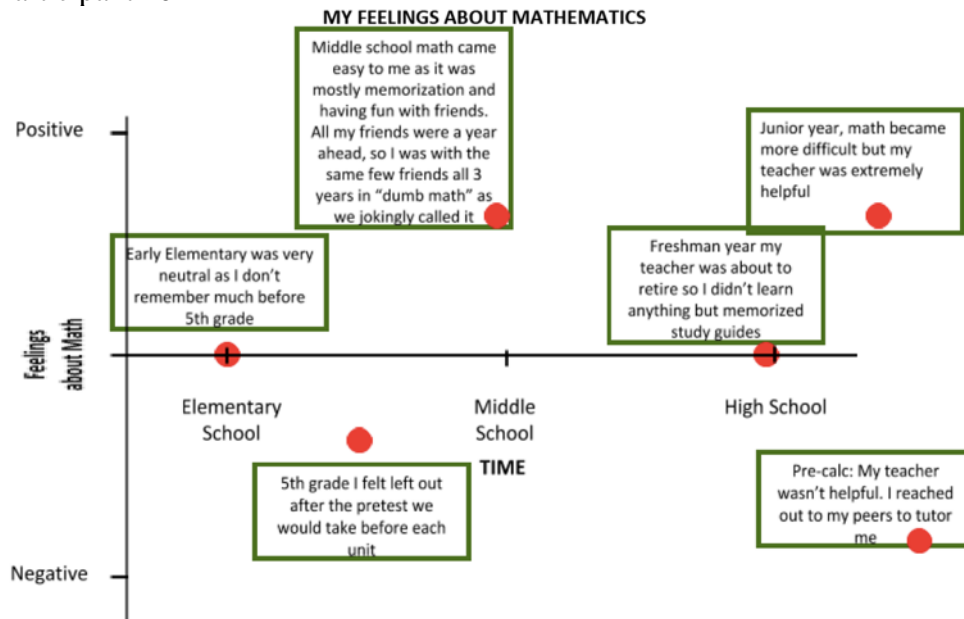 MY FEELINGS ABOUT MATHEMATICS
Middle school math came
easy to me as it was
mostly memorization and
having fun with friends.
All my friends were a year
ahead, so I was with the
same few friends all 3
years in “dumb math” as
we jokingly called it
Positive
Junior year, math became
more difficult but my
teacher was extremely
helpful
Early Elementary was very
neutral as I don’t
remember much before
5th grade
Freshman year my
teacher was about to
retire so I didn’t learn
anything but memorized
study guides
Feelings
about Math
Elementary
School
Middle
School
High School
TIME
5th grade I felt left out
after the pretest we
would take before each
unit
Pre-calc: My teacher
wasn’t helpful. I reached
out to my peers to tutor
me
Negative